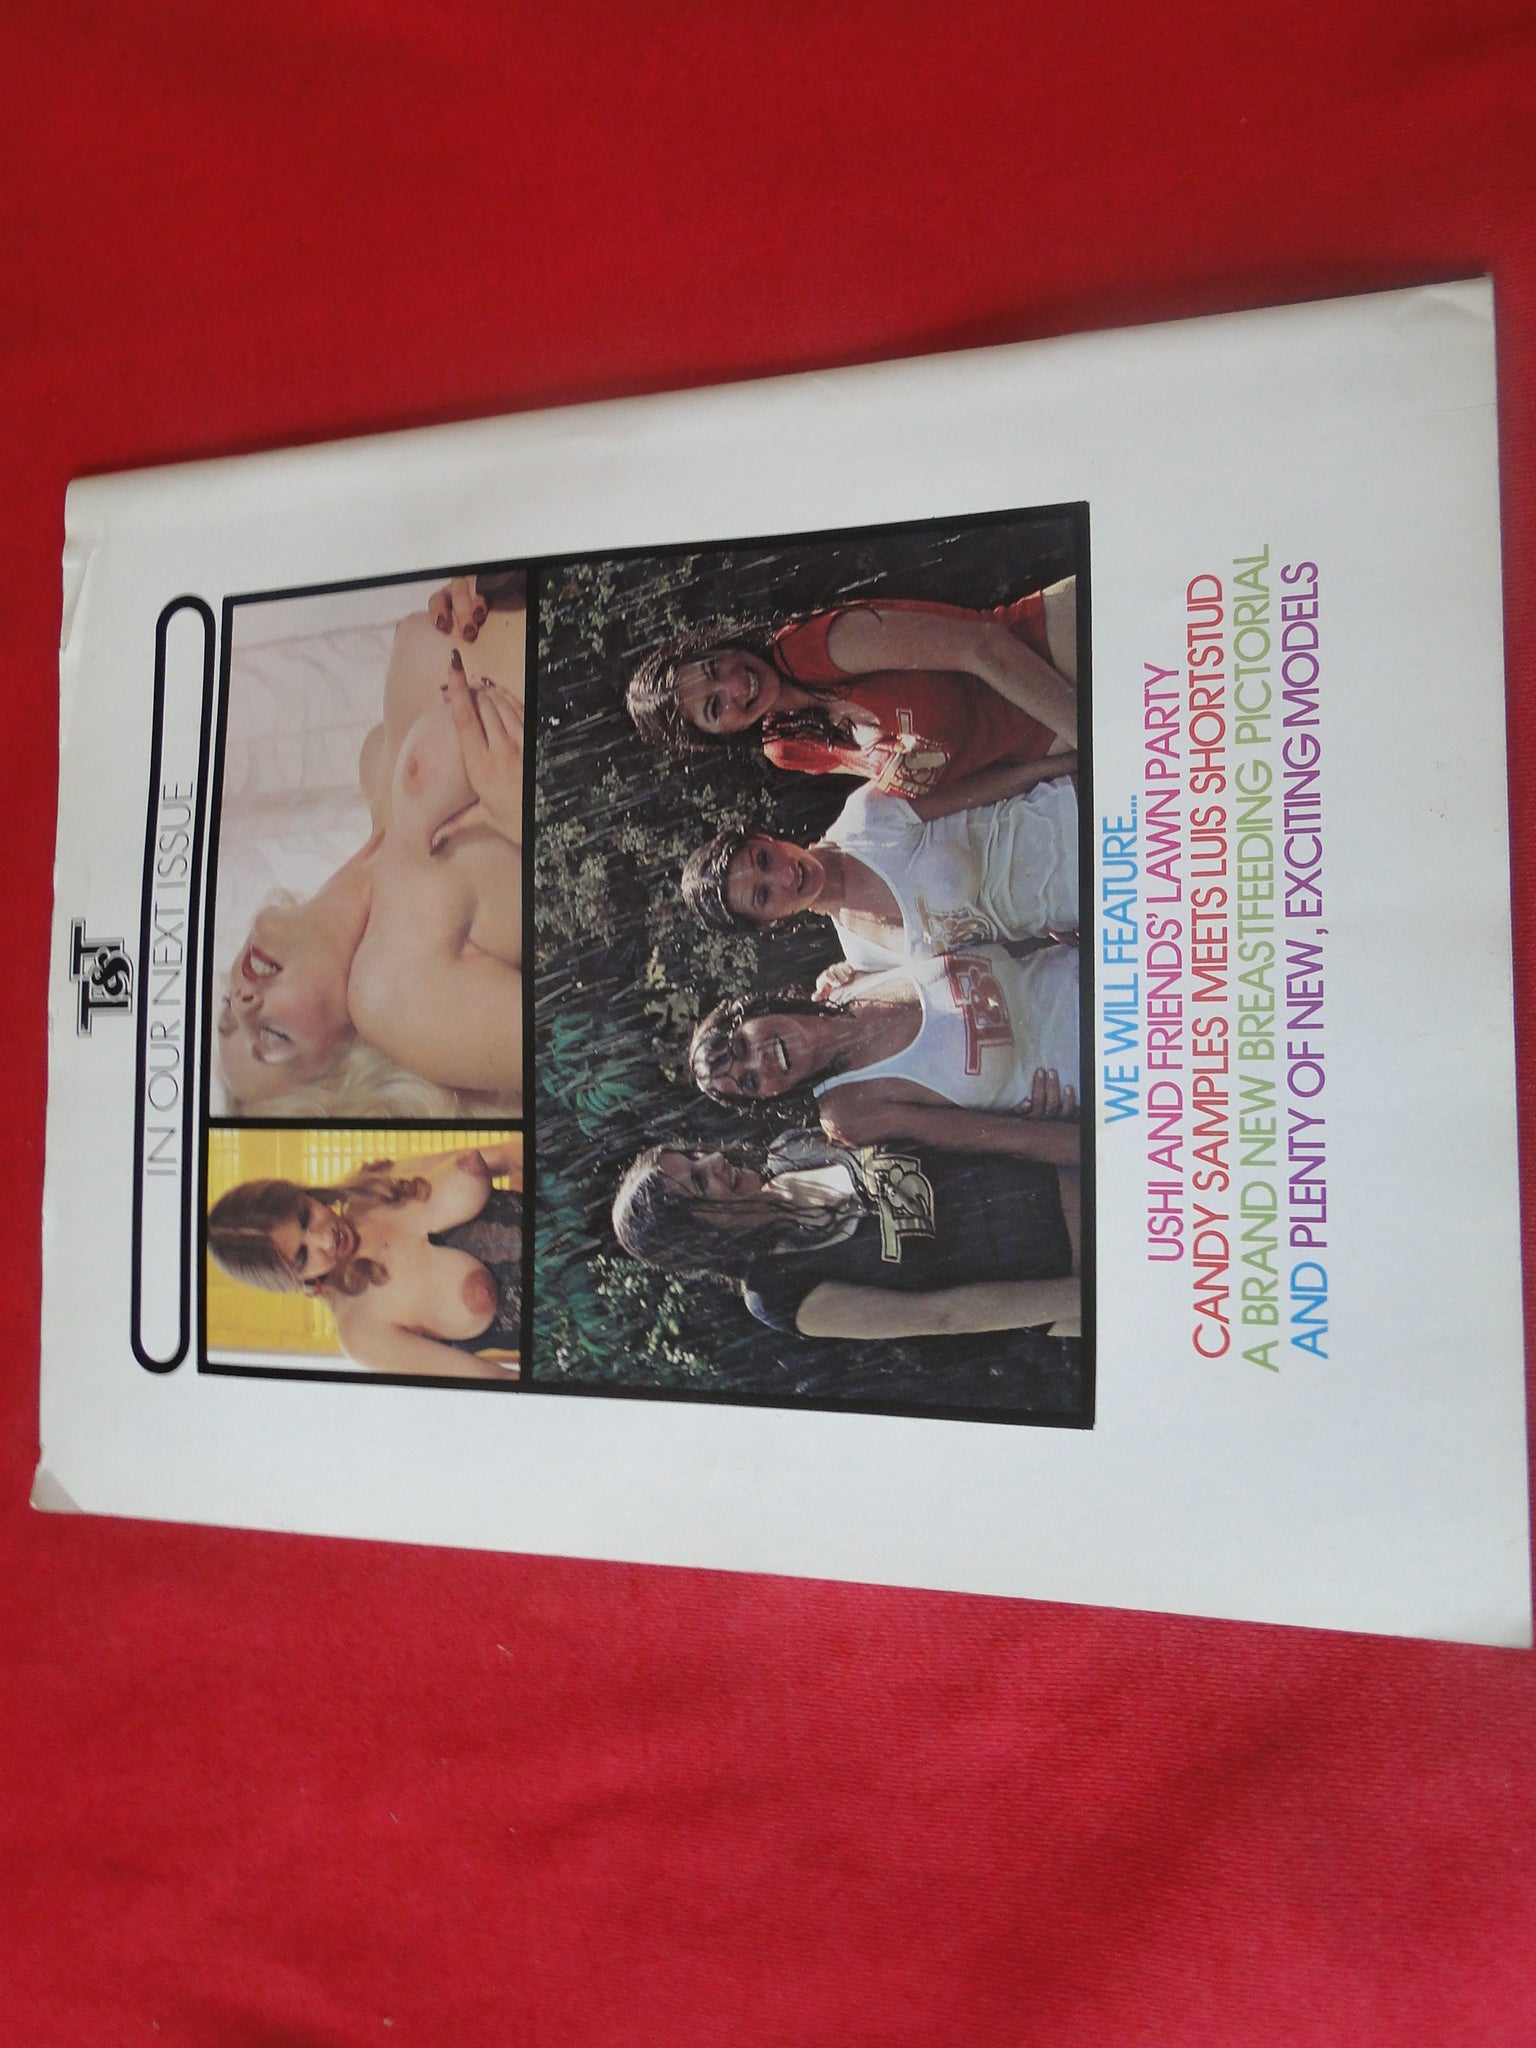 T&T
IN OUR NEXT ISSUE
T&T
T&T
T&T
T&T
WE WILL FEATURE...
USHI AND FRIENDS' LAWN PARTY
CANDY SAMPLES MEETS LUIS SHORTSTUD
A BRAND NEW BREASTFEEDING PICTORIAL
AND PLENTY OF NEW, EXCITING MODELS